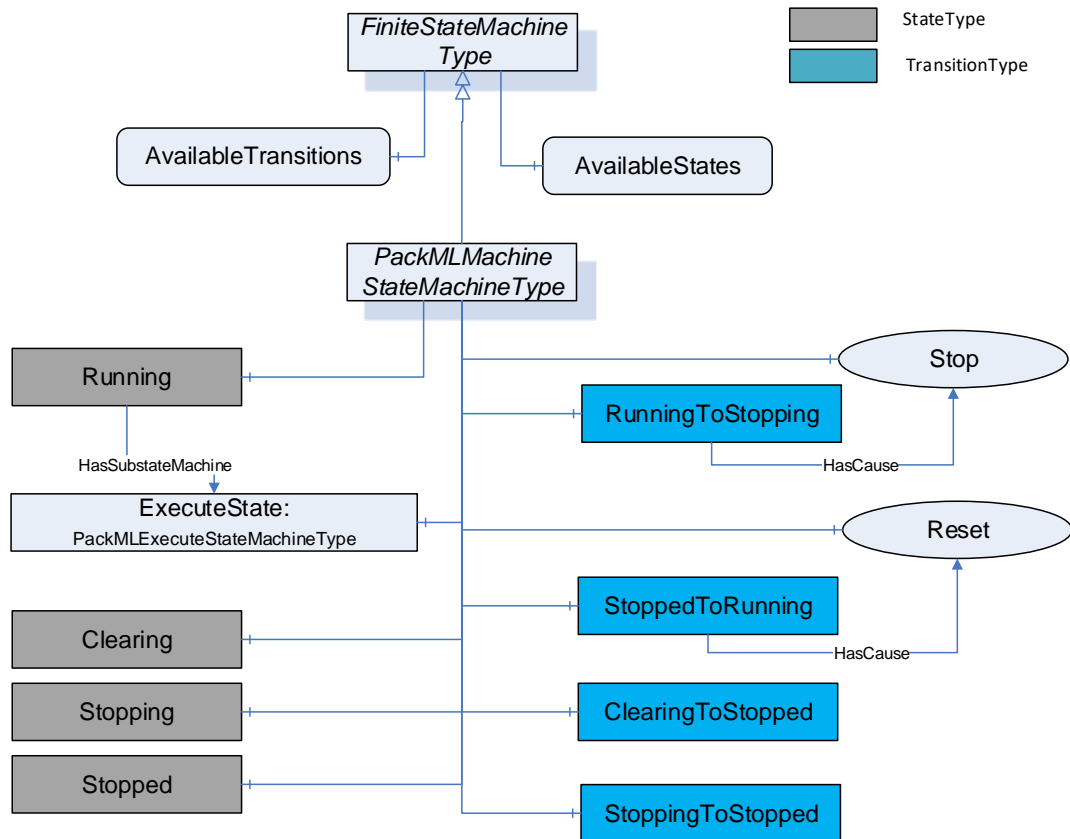 FiniteStateMachine
Type
StateType
TransitionType
AvailableTransitions
AvailableStates
PackMLMachine
StateMachineType
Running
Stop
RunningToStopping
HasCause
HasSubstateMachine
ExecuteState:
PackMLExecuteStateMachineType
Reset
StoppedToRunning
HasCause
Clearing
Stopping
ClearingToStopped
Stopped
StoppingToStopped